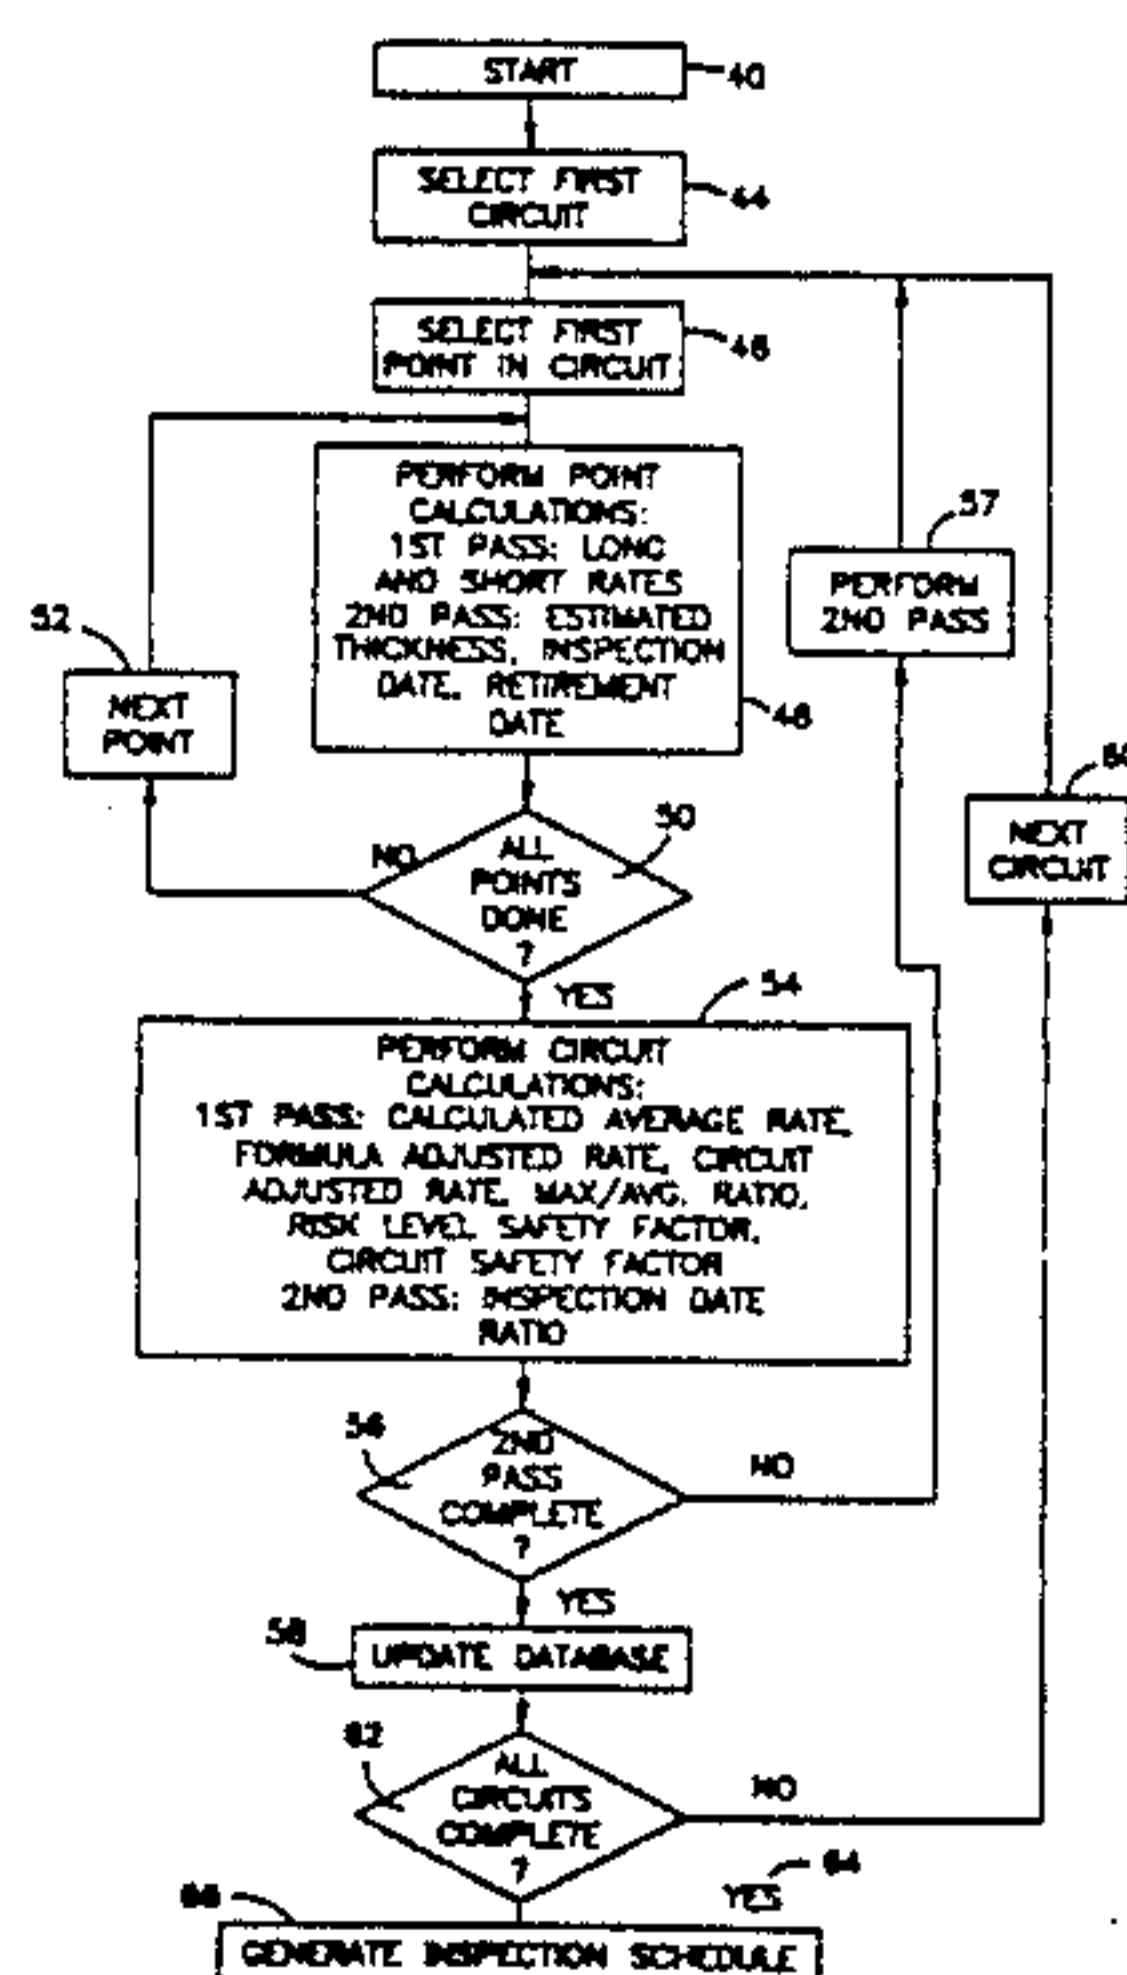 START
40
SELECT FIRST
CIRCUIT
44
SELECT FIRST
POINT IN CIRCUIT
46
PERFORM POINT
CALCULATIONS:
1ST PASS: LONG
AND SHORT RATES
2ND PASS: ESTIMATED
THICKNESS, INSPECTION
DATE, RETIREMENT
DATE
48
57
PERFORM
2ND PASS
52
NEXT
POINT
NEXT
CIRCUIT
50
NO
ALL
POINTS
DONE
?
YES
54
PERFORM CIRCUIT
CALCULATIONS:
1ST PASS: CALCULATED AVERAGE RATE,
FORMULA ADJUSTED RATE, CIRCUIT
ADJUSTED RATE, MAX/AVG. RATIO,
RISK LEVEL SAFETY FACTOR,
CIRCUIT SAFETY FACTOR
2ND PASS: INSPECTION DATE
RATIO
56
2ND
PASS
COMPLETE
?
NO
YES
58
UPDATE DATABASE
62
ALL
CIRCUITS
COMPLETE
?
NO
YES
64
66
GENERATE INSPECTION SCHEDULE